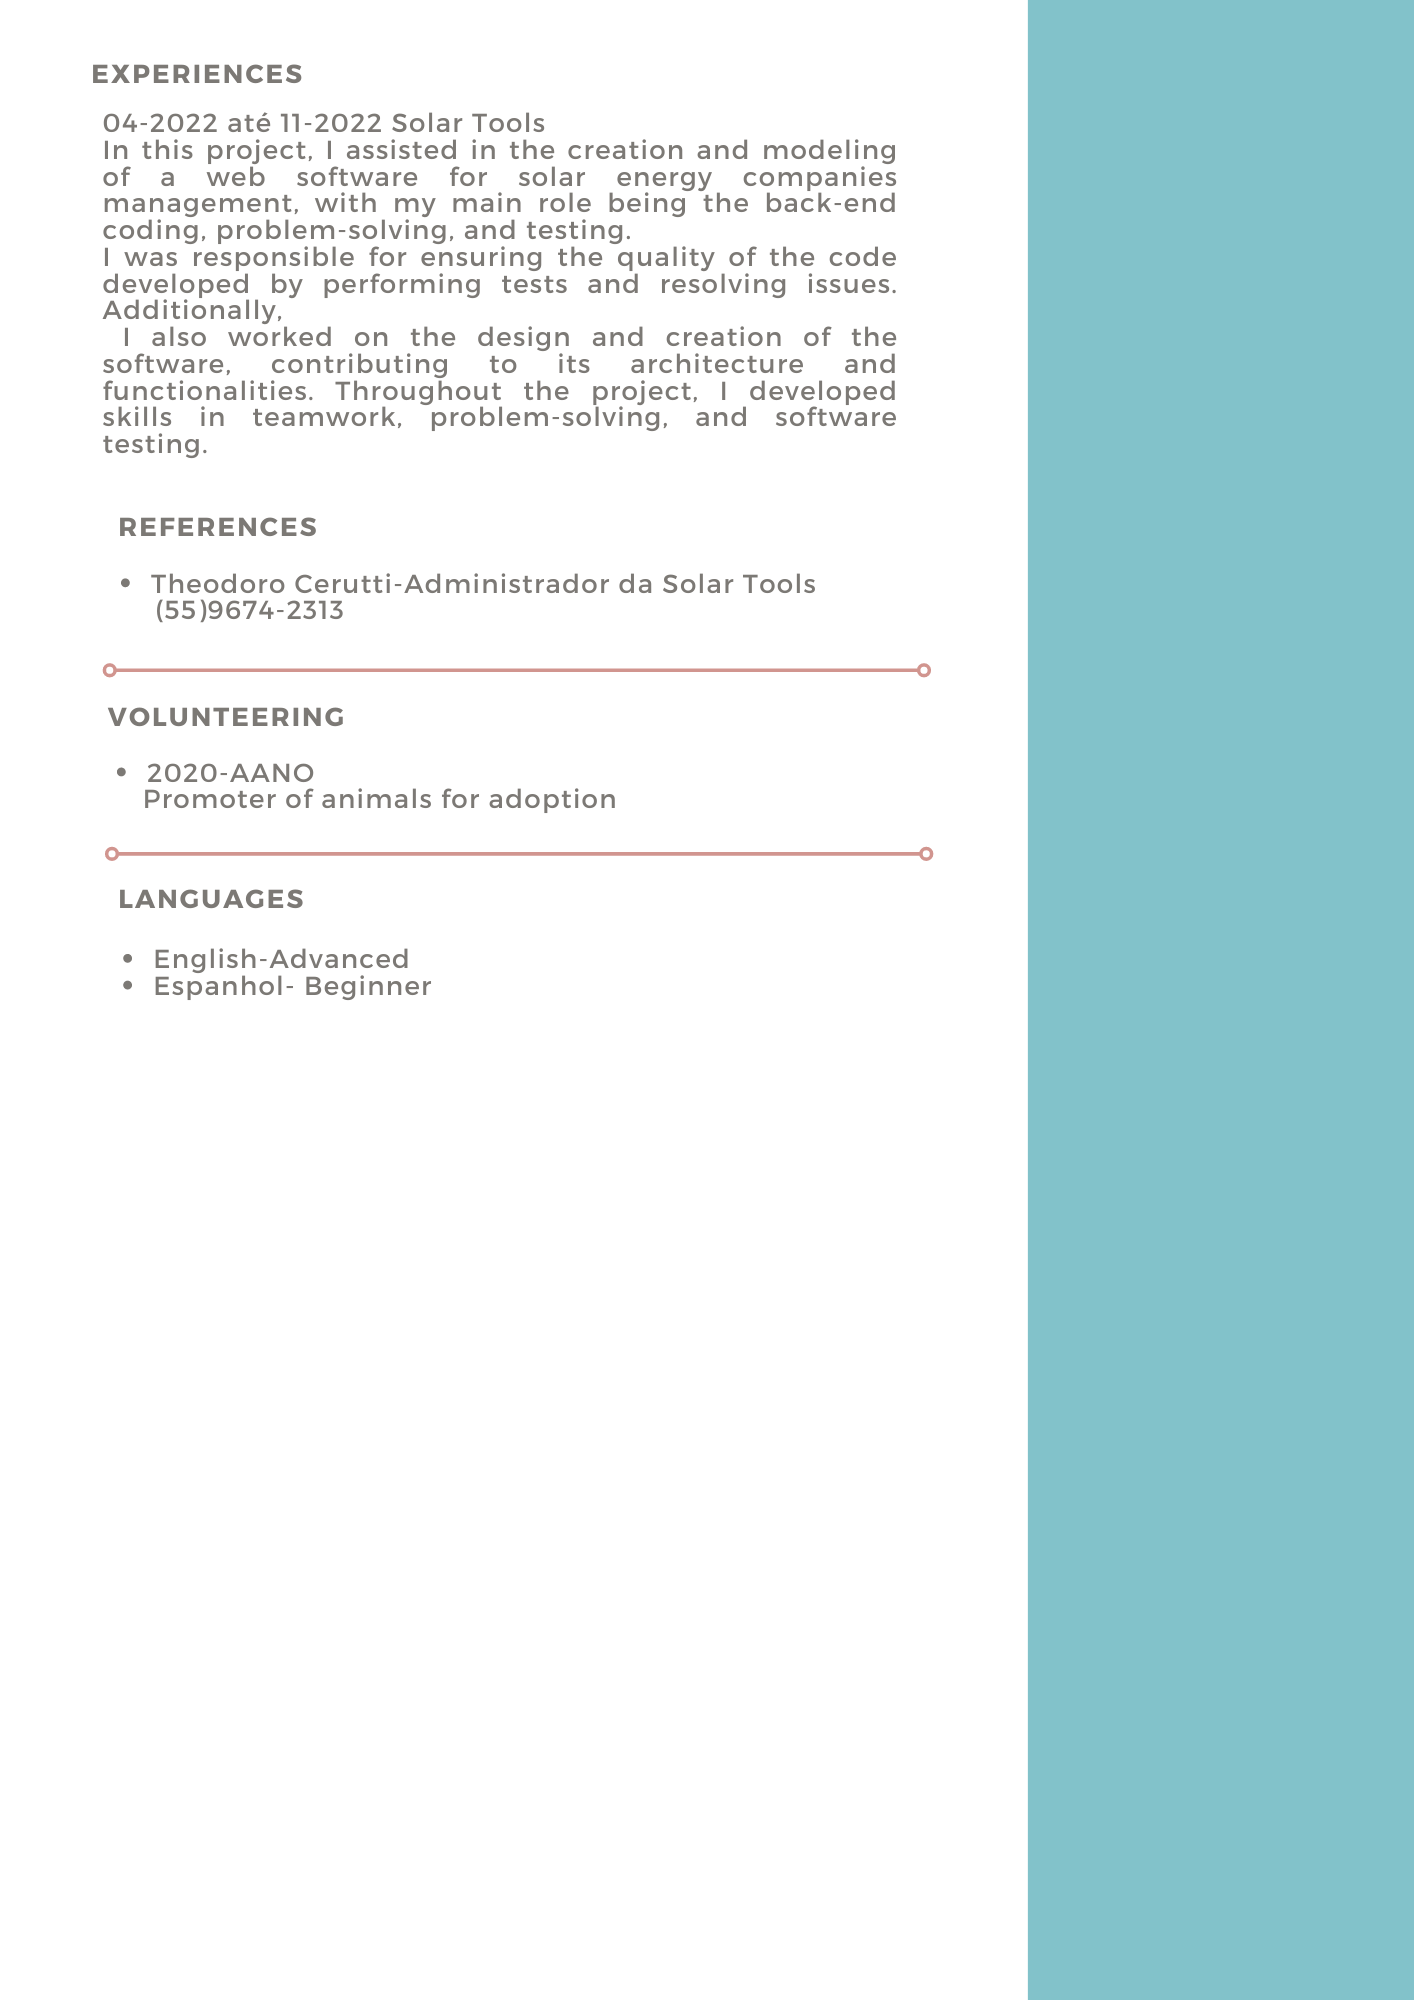 EXPERIENCES
04-2022 até 11-2022 Solar Tools
In this project, I assisted in the creation and modeling
of a web software for solar energy companies
management, with my main role being the back-end
coding, problem-solving, and testing.
I was responsible for ensuring the quality of the code
developed by performing tests and resolving issues.
Additionally,
I also worked on the design and creation of the
software, contributing to its architecture and
functionalities. Throughout the project, I developed
skills in teamwork, problem-solving, and software
testing.
REFERENCES
• Theodoro Cerutti-Administrador da Solar Tools
(55)9674-2313
VOLUNTEERING
• 2020-AANO
Promoter of animals for adoption
LANGUAGES
• English-Advanced
• Espanhol- Beginner